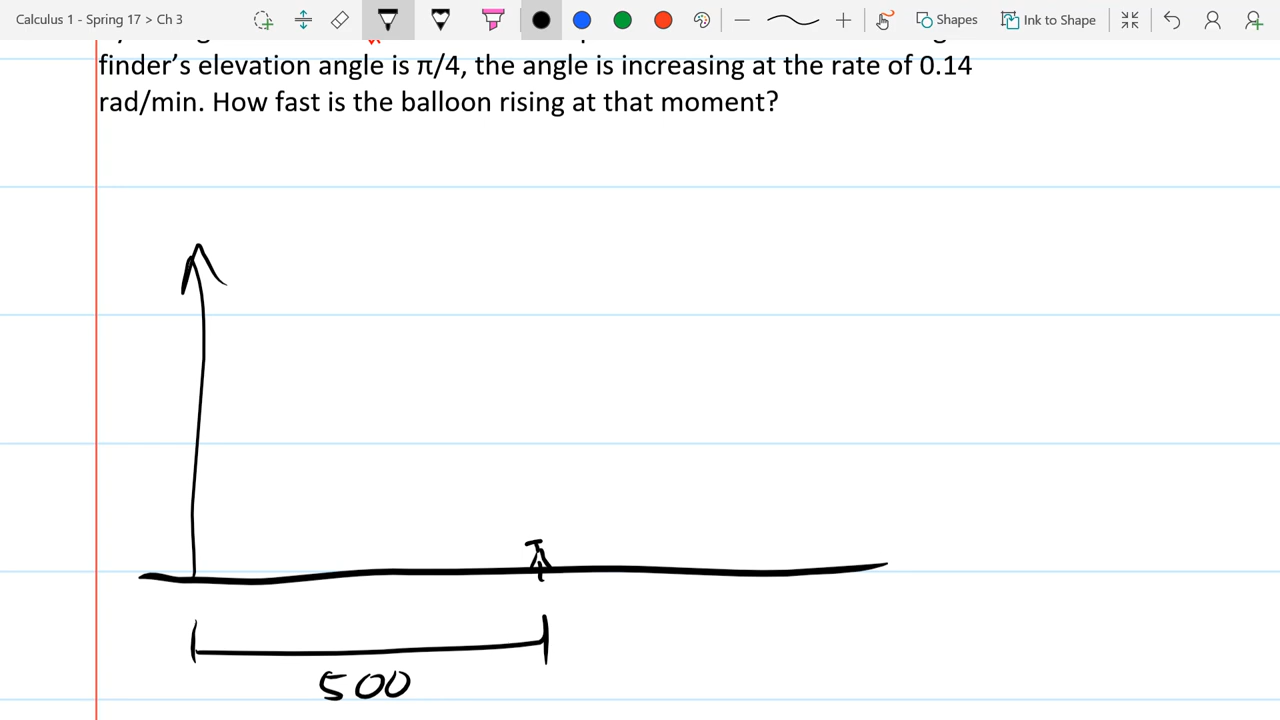 Calculus 1 - Spring 17 > Ch 3
Shapes
Ink to Shape
finder’s elevation angle is π/4, the angle is increasing at the rate of 0.14
rad/min. How fast is the balloon rising at that moment?
500